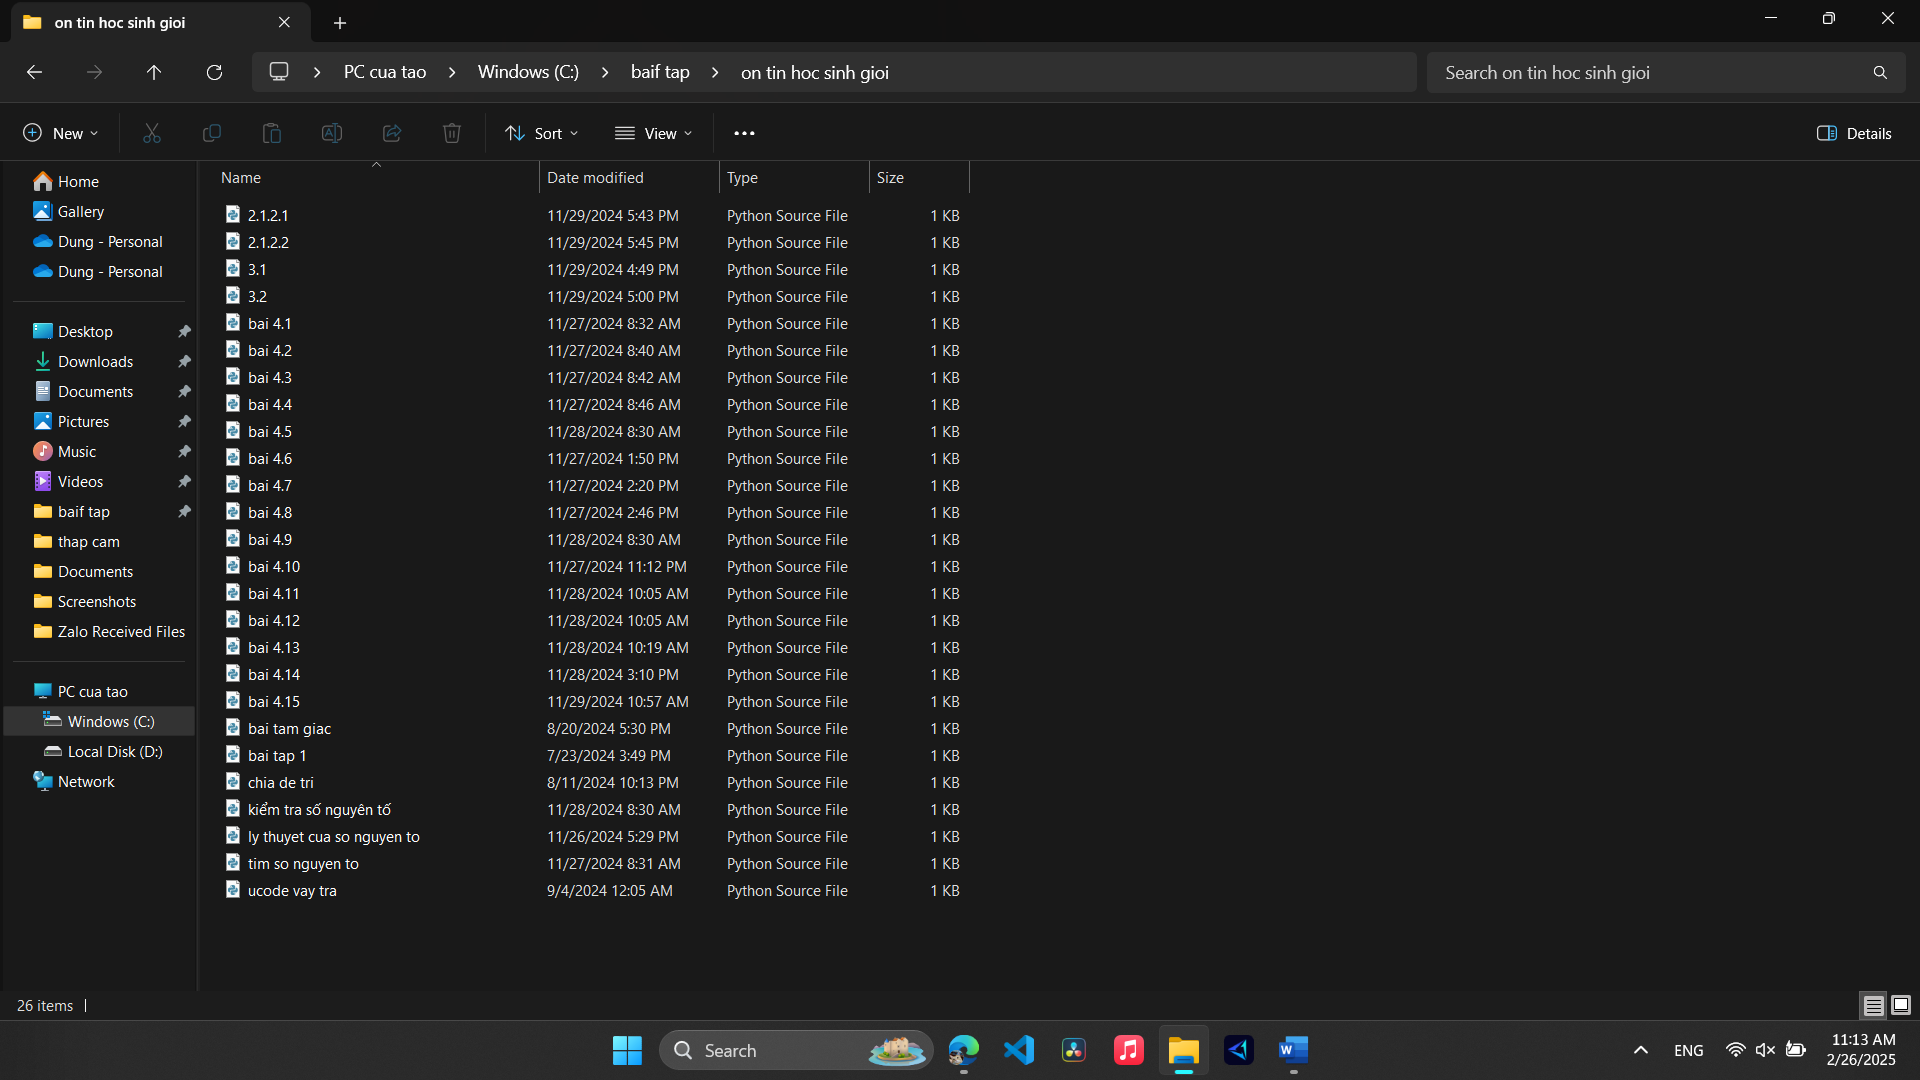 on tin hoc sinh gioi
PC cua tao
Windows (C:)
baif tap
on tin hoc sinh gioi
Search on tin hoc sinh gioi
New
Sort
View
Details
Name Date modified Type Size
Home
Gallery
Dung - Personal
Dung - Personal
Desktop
Downloads
Documents
Pictures
Music
Videos
baif tap
thap cam
Documents
Screenshots
Zalo Received Files
PC cua tao
Windows (C:)
Local Disk (D:)
Network
2.1.2.1 11/29/2024 5:43 PM Python Source File 1 KB
2.1.2.2 11/29/2024 5:45 PM Python Source File 1 KB
3.1 11/29/2024 4:49 PM Python Source File 1 KB
3.2 11/29/2024 5:00 PM Python Source File 1 KB
bai 4.1 11/27/2024 8:32 AM Python Source File 1 KB
bai 4.2 11/27/2024 8:40 AM Python Source File 1 KB
bai 4.3 11/27/2024 8:42 AM Python Source File 1 KB
bai 4.4 11/27/2024 8:46 AM Python Source File 1 KB
bai 4.5 11/28/2024 8:30 AM Python Source File 1 KB
bai 4.6 11/27/2024 1:50 PM Python Source File 1 KB
bai 4.7 11/27/2024 2:20 PM Python Source File 1 KB
bai 4.8 11/27/2024 2:46 PM Python Source File 1 KB
bai 4.9 11/28/2024 8:30 AM Python Source File 1 KB
bai 4.10 11/27/2024 11:12 PM Python Source File 1 KB
bai 4.11 11/28/2024 10:05 AM Python Source File 1 KB
bai 4.12 11/28/2024 10:05 AM Python Source File 1 KB
bai 4.13 11/28/2024 10:19 AM Python Source File 1 KB
bai 4.14 11/28/2024 3:10 PM Python Source File 1 KB
bai 4.15 11/29/2024 10:57 AM Python Source File 1 KB
bai tam giac 8/20/2024 5:30 PM Python Source File 1 KB
bai tap 1 7/23/2024 3:49 PM Python Source File 1 KB
chia de tri 8/11/2024 10:13 PM Python Source File 1 KB
kiểm tra số nguyên tố 11/28/2024 8:30 AM Python Source File 1 KB
ly thuyet cua so nguyen to 11/26/2024 5:29 PM Python Source File 1 KB
tim so nguyen to 11/27/2024 8:31 AM Python Source File 1 KB
ucode vay tra 9/4/2024 12:05 AM Python Source File 1 KB
26 items
Search
W
ENG
11:13 AM
2/26/2025